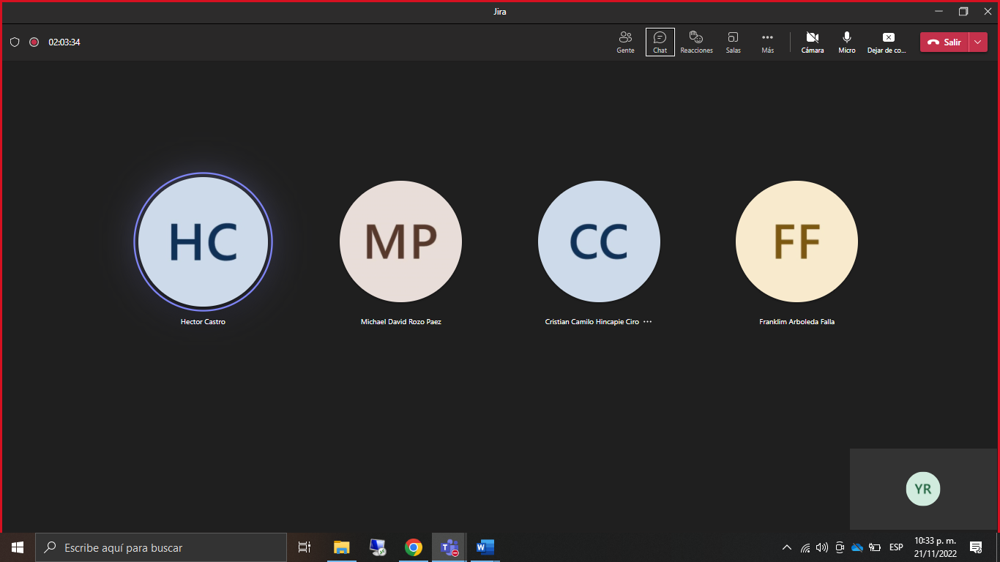 Jira
02:03:34
Gente
Chat
Reacciones
Salas
Más
Cámara
Micro
Dejar de co...
Salir
HC
MP
CC
FF
Hector Castro
Michael David Rozo Paez
Cristian Camilo Hincapie Ciro
Franklim Arboleda Falla
YR
Escribe aquí para buscar
T
W
ESP
10:33 p. m.
21/11/2022